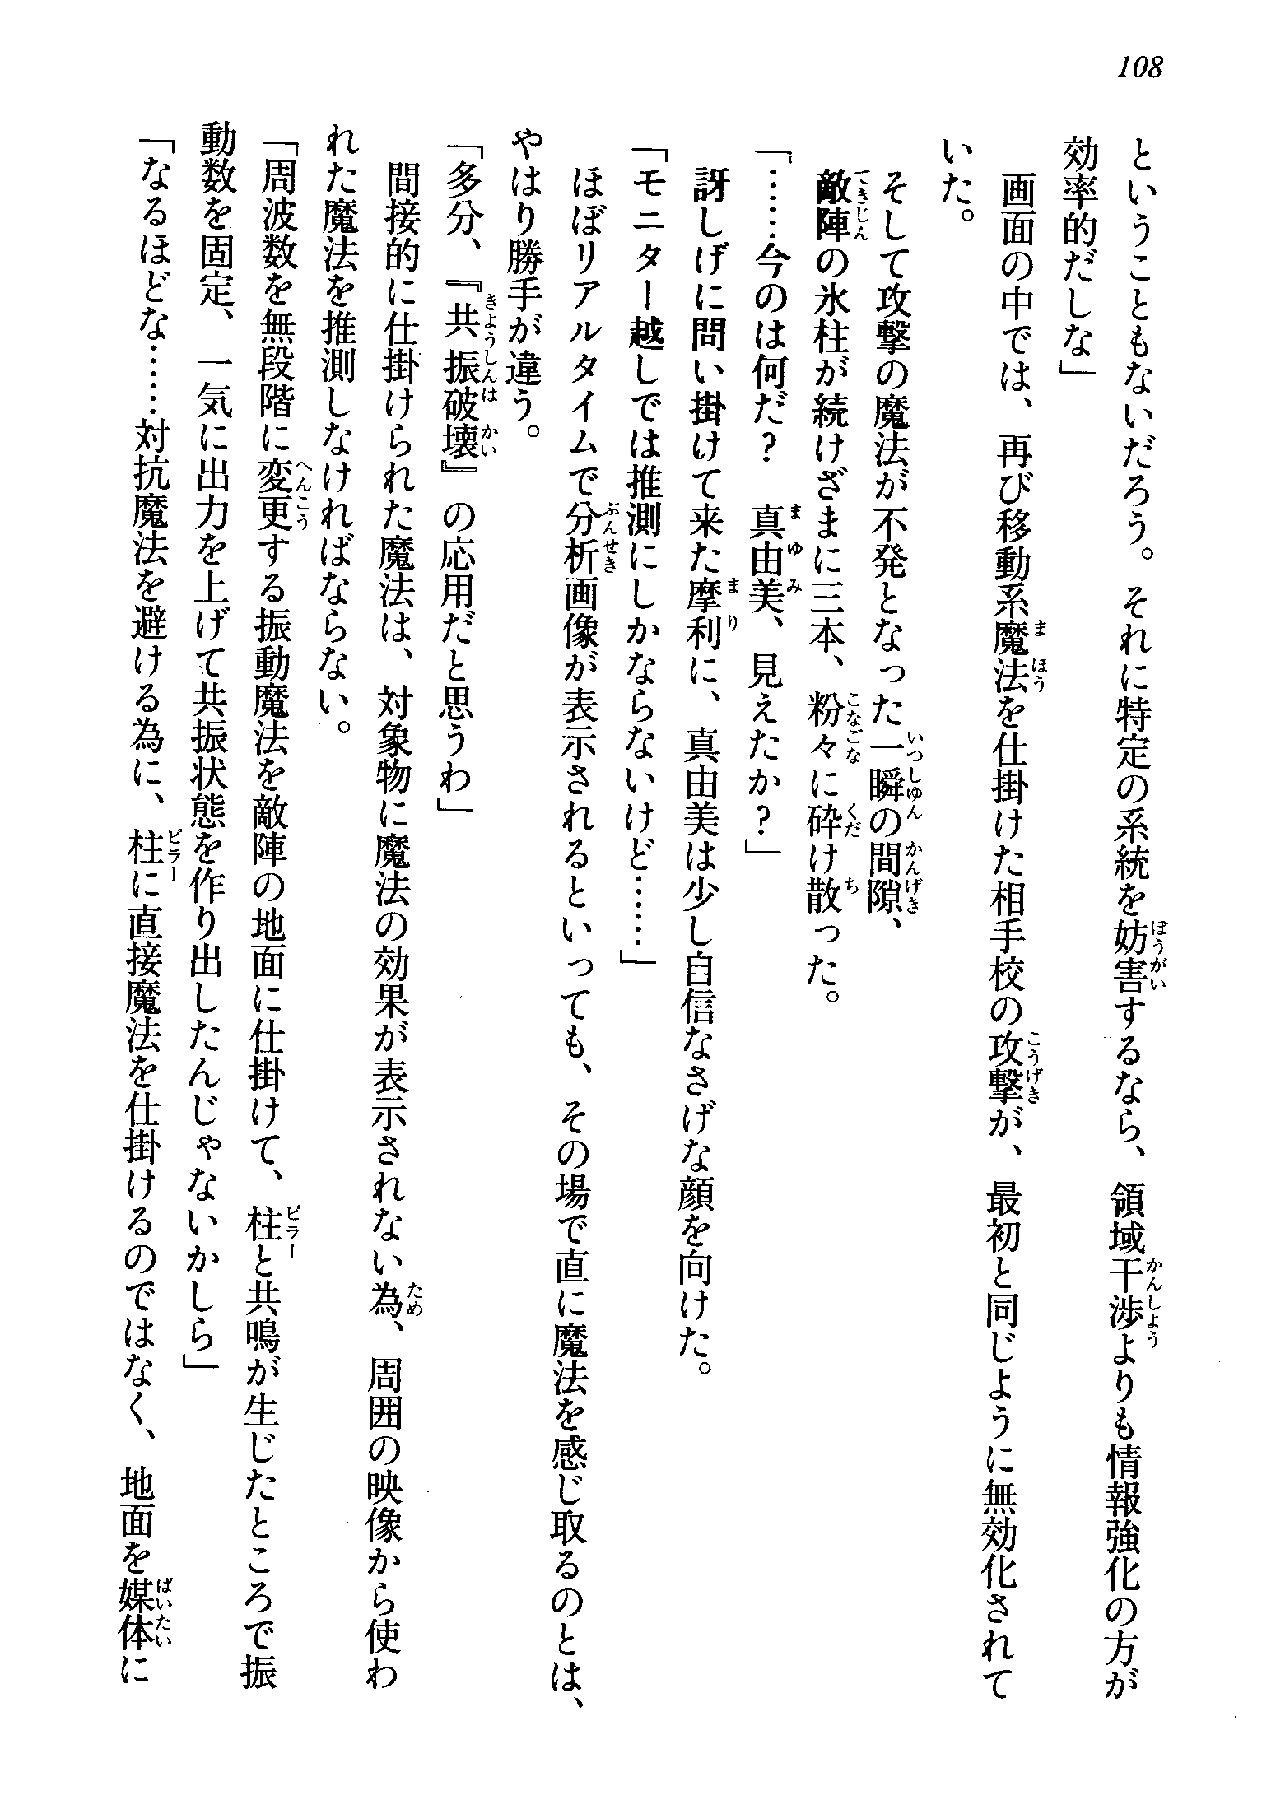 108
ということもないだろう。それに特定の系統を妨害するなら、領域干渉よりも情報強化の方が
効率的だしな」
画面の中では、再び移動系魔法を仕掛けた相手校の攻撃が、最初と同じように無効化されて
いた。
そして攻撃の魔法が不発となった一瞬の間隙、
敵陣の氷柱が続けざまに三本、粉々に砕け散った。
「……今のは何だ？　真由美、見えたか？」
訝しげに問い掛けて来た摩利に、真由美は少し自信なさげな顔を向けた。
「モニター越しでは推測にしかならないけど……」
ほぼリアルタイムで分析画像が表示されるといっても、その場で直に魔法を感じ取るのとは、
やはり勝手が違う。
「多分、『共振破壊』の応用だと思うわ」
間接的に仕掛けられた魔法は、対象物に魔法の効果が表示されない為、周囲の映像から使わ
れた魔法を推測しなければならない。
「周波数を無段階に変更する振動魔法を敵陣の地面に仕掛けて、柱と共鳴が生じたところで振
動数を固定、一気に出力を上げて共振状態を作り出したんじゃないかしら」
「なるほどな……対抗魔法を避ける為に、柱に直接魔法を仕掛けるのではなく、地面を媒体に